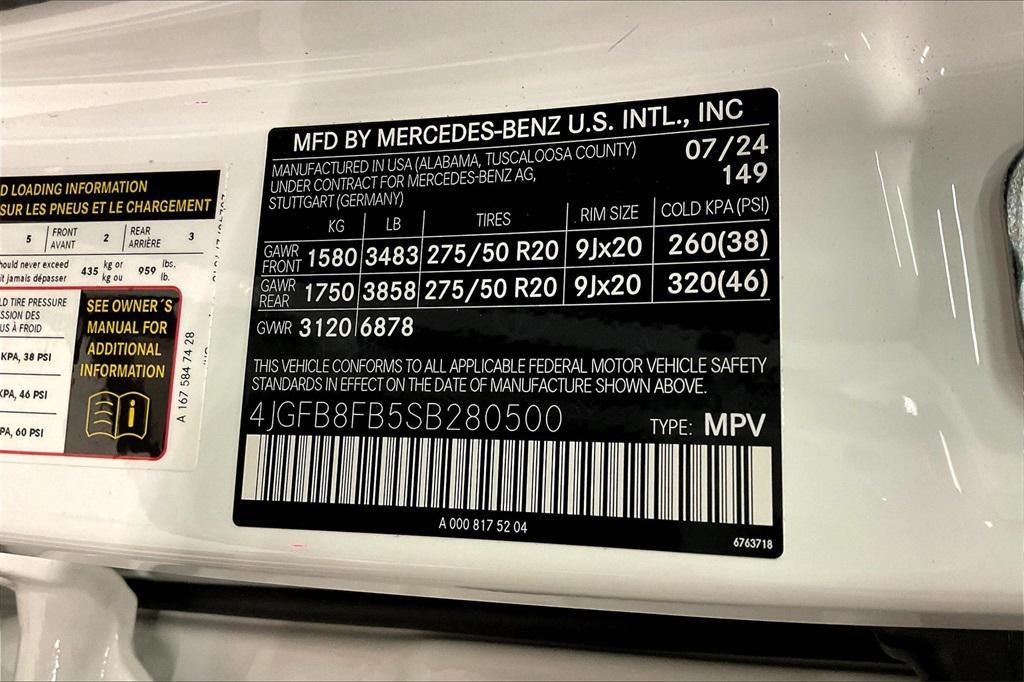 MFD BY MERCEDES-BENZ U.S. INTL., INC
MANUFACTURED IN USA (ALABAMA, TUSCALOOSA COUNTY) 07/24
UNDER CONTRACT FOR MERCEDES-BENZ AG, 149
STUTTGART (GERMANY)
KG LB TIRES RIM SIZE COLD KPA (PSI)
GAWR FRONT 1580 3483 275/50 R20 9Jx20 260(38)
GAWR REAR 1750 3858 275/50 R20 9Jx20 320(46)
GVWR 3120 6878
THIS VEHICLE CONFORMS TO ALL APPLICABLE FEDERAL MOTOR VEHICLE SAFETY
STANDARDS IN EFFECT ON THE DATE OF MANUFACTURE SHOWN ABOVE.
4JGFB8FB5SB280500 TYPE: MPV
A 000 817 52 04
6763718
D LOADING INFORMATION
SUR LES PNEUS ET LE CHARGEMENT
5 FRONT AVANT 2 REAR ARRIÈRE 3
should never exceed 435 kg or 959 lbs.
jamais dépasser kg ou lb.
TIRE PRESSURE
DES
À FROID
KPA, 38 PSI
KPA, 46 PSI
PA, 60 PSI
SEE OWNER´S
MANUAL FOR
ADDITIONAL
INFORMATION
i
A 167 584 74 28